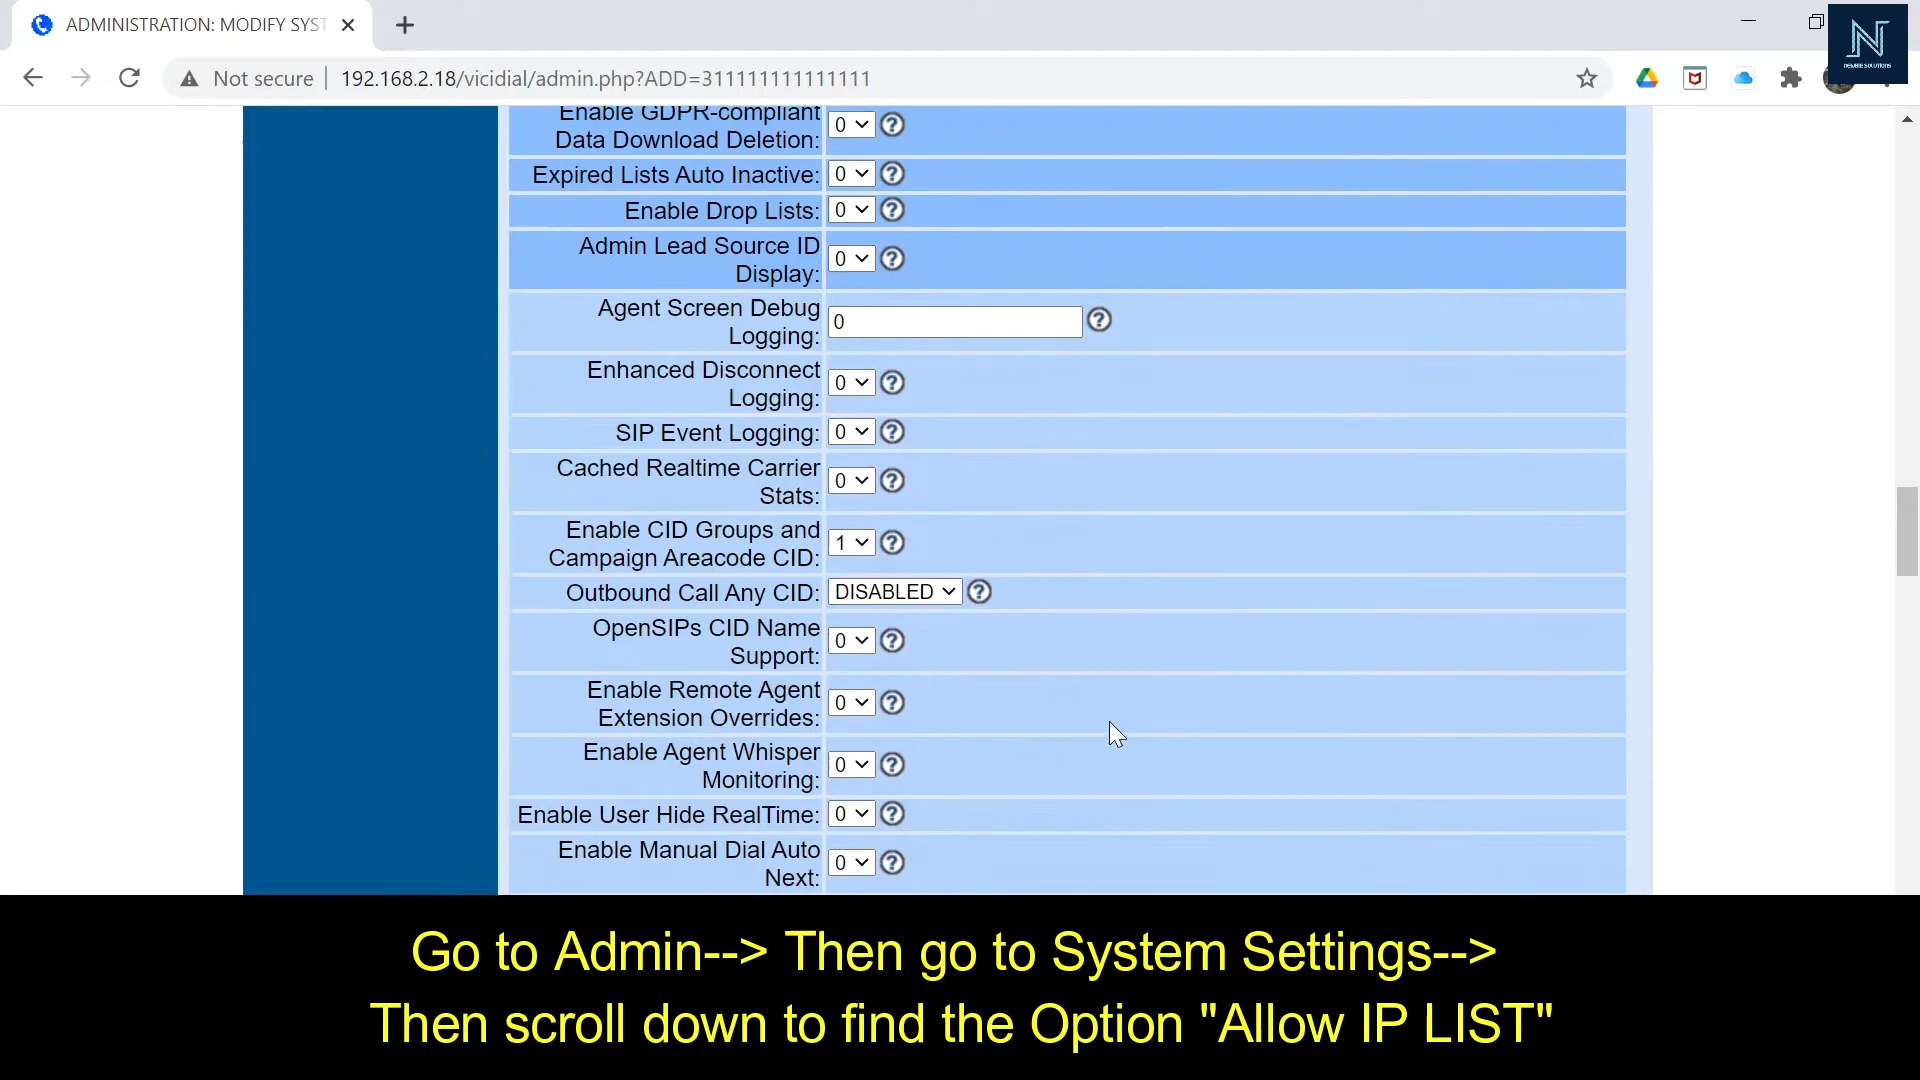 ADMINISTRATION: MODIFY SYST
Not secure
192.168.2.18/vicidial/admin.php?ADD=311111111111111
NEWBIE SOLUTIONS
Enable GDPR-compliant
Data Download Deletion: 0
Expired Lists Auto Inactive: 0
Enable Drop Lists: 0
Admin Lead Source ID
Display: 0
Agent Screen Debug
Logging: 0
Enhanced Disconnect
Logging: 0
SIP Event Logging: 0
Cached Realtime Carrier
Stats: 0
Enable CID Groups and
Campaign Areacode CID: 1
Outbound Call Any CID: DISABLED
OpenSIPs CID Name
Support: 0
Enable Remote Agent
Extension Overrides: 0
Enable Agent Whisper
Monitoring: 0
Enable User Hide RealTime: 0
Enable Manual Dial Auto
Next: 0
Go to Admin--> Then go to System Settings-->
Then scroll down to find the Option "Allow IP LIST"